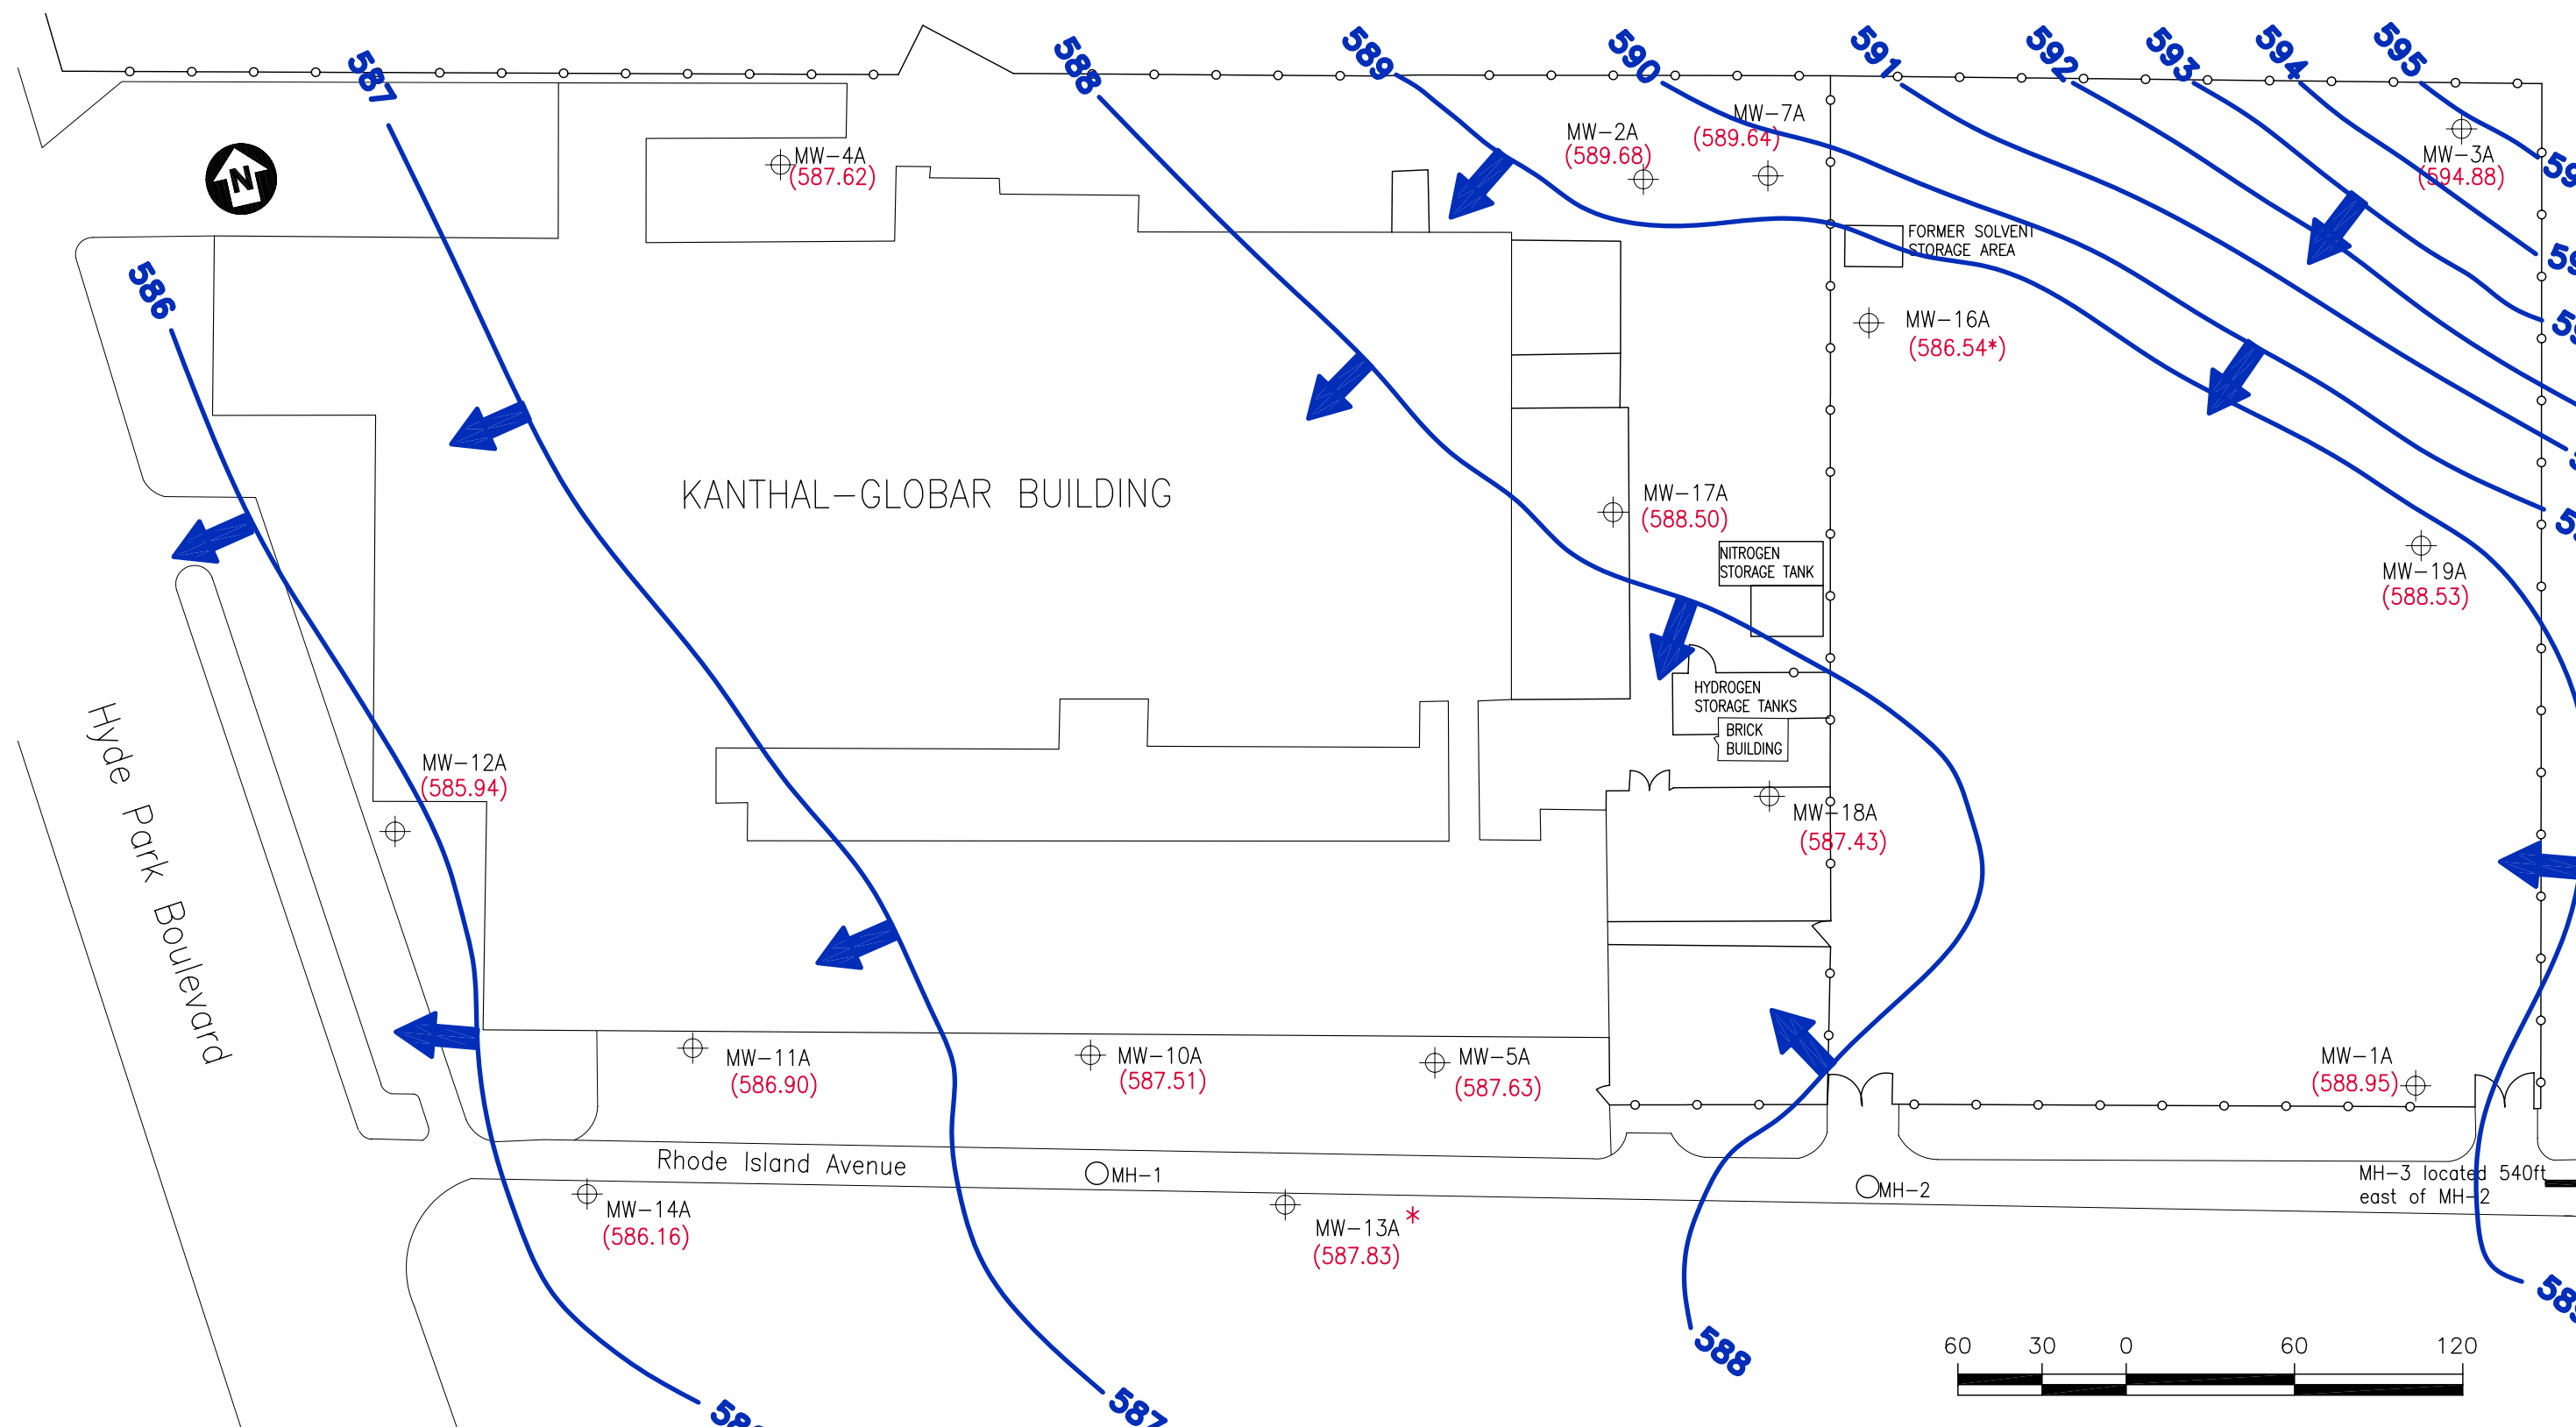 587
588
589
590
591
592
593
594
595
N
MW-4A
(587.62)
MW-2A
(589.68)
MW-7A
(589.64)
MW-3A
(594.88)
FORMER SOLVENT
STORAGE AREA
586
MW-16A
(586.54*)
KANTHAL-GLOBAR BUILDING
MW-17A
(588.50)
NITROGEN
STORAGE TANK
MW-19A
(588.53)
HYDROGEN
STORAGE TANKS
BRICK
BUILDING
Hyde Park Boulevard
MW-12A
(585.94)
MW-18A
(587.43)
MW-11A
(586.90)
MW-10A
(587.51)
MW-5A
(587.63)
MW-1A
(588.95)
Rhode Island Avenue
MH-1
MH-2
MH-3 located 540ft
east of MH-2
MW-14A
(586.16)
MW-13A*
(587.83)
588
587
60 30 0 60 120